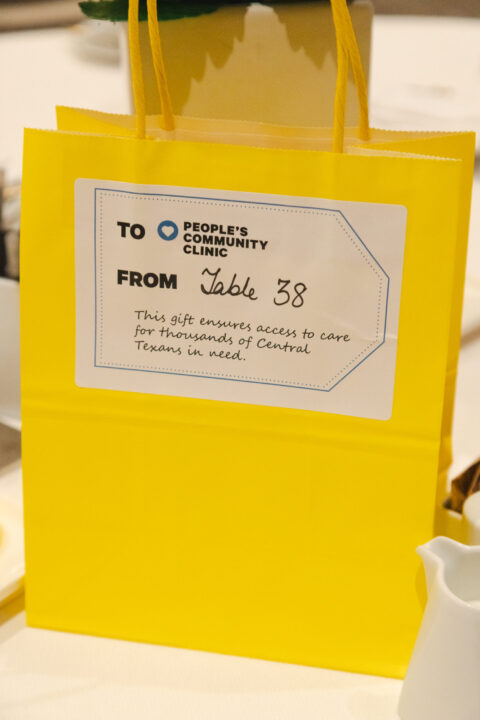 TO PEOPLE'S
COMMUNITY
CLINIC
FROM Table 38
This gift ensures access to care
for thousands of Central
Texans in need.